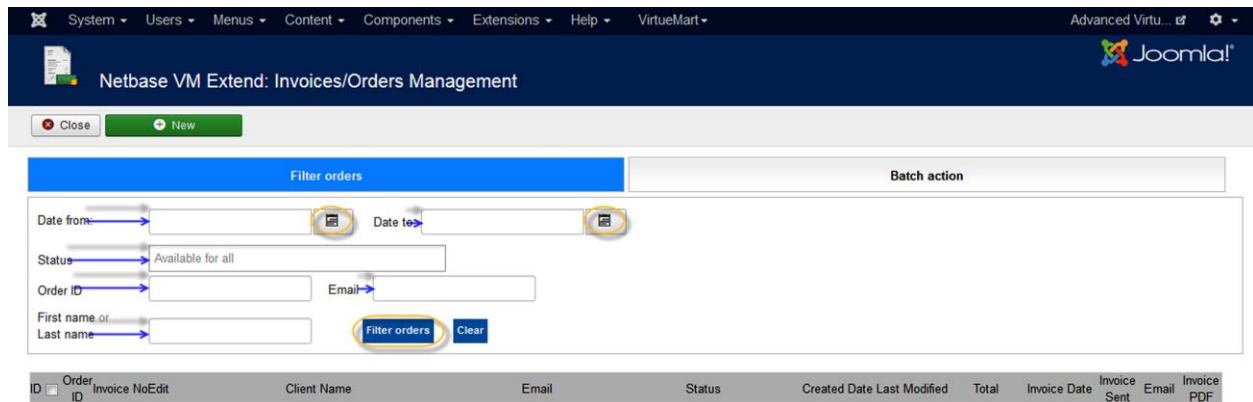 System Users Menus Content Components Extensions Help VirtueMart Advanced Virtu...
Joomla!
Netbase VM Extend: Invoices/Orders Management
Close New
Filter orders Batch action
Date from: Date to
Status Available for all
Order ID Email
First name or
Last name Filter orders Clear
ID Order ID Invoice No Edit Client Name Email Status Created Date Last Modified Total Invoice Date Invoice Sent Email Invoice PDF